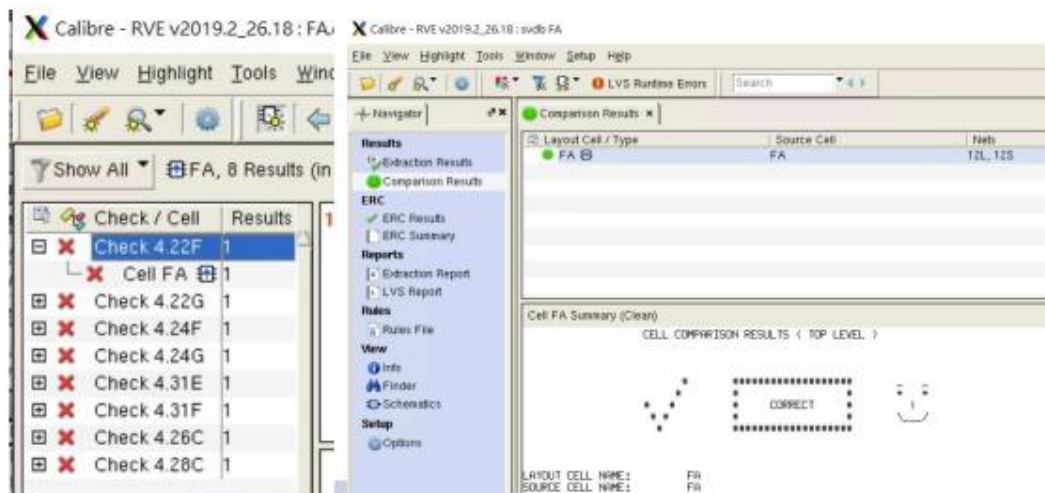 Calibre - RVE v2019.2_26.18 : FA.
File View Highlight Tools Wind
Show All FA, 8 Results (in
Check / Cell Results
Check 4.22F 1
Cell FA 1
Check 4.22G 1
Check 4.24F 1
Check 4.24G 1
Check 4.31E 1
Check 4.31F 1
Check 4.26C 1
Check 4.28C 1
Calibre - RVE v2019.2_26.18 : svdb FA
File View Highlight Tools Window Setup Help
LVS Runtime Errors Search
Navigator
Results
Extraction Results
Comparison Results
ERC
ERC Results
ERC Summary
Reports
Extraction Report
LVS Report
Rules
Rules File
View
Info
Finder
Schematics
Setup
Options
Comparison Results
Layout Cell / Type Source Cell Nets
FA FA 12L, 12S
Cell FA Summary (Clean)
CELL COMPARISON RESULTS ( TOP LEVEL )
CORRECT
LAYOUT CELL NAME: FA
SOURCE CELL NAME: FA